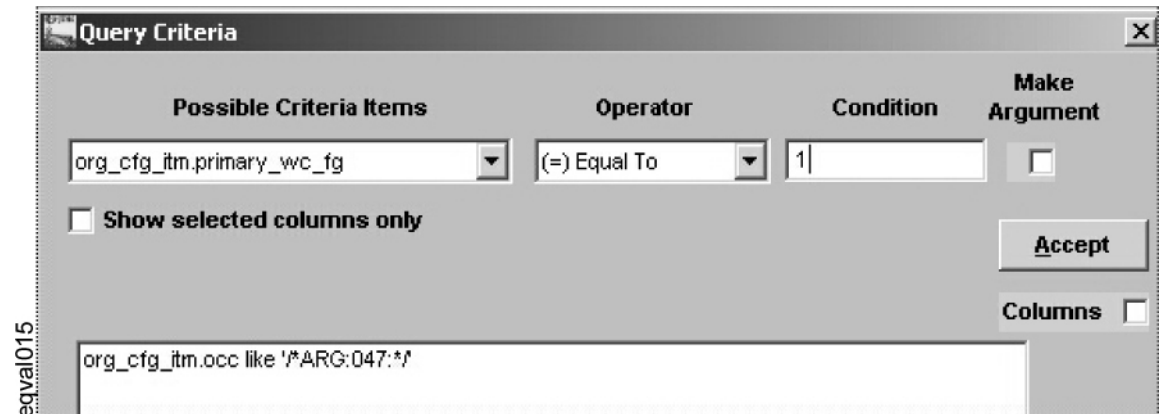 Query Criteria
Possible Criteria Items
Operator
Condition
Make
Argument
org_cfg_itm.primary_wc_fg
(=) Equal To
1
Show selected columns only
Accept
Columns
org_cfg_itm.occ like '/*ARG:047:*/'
eqval015